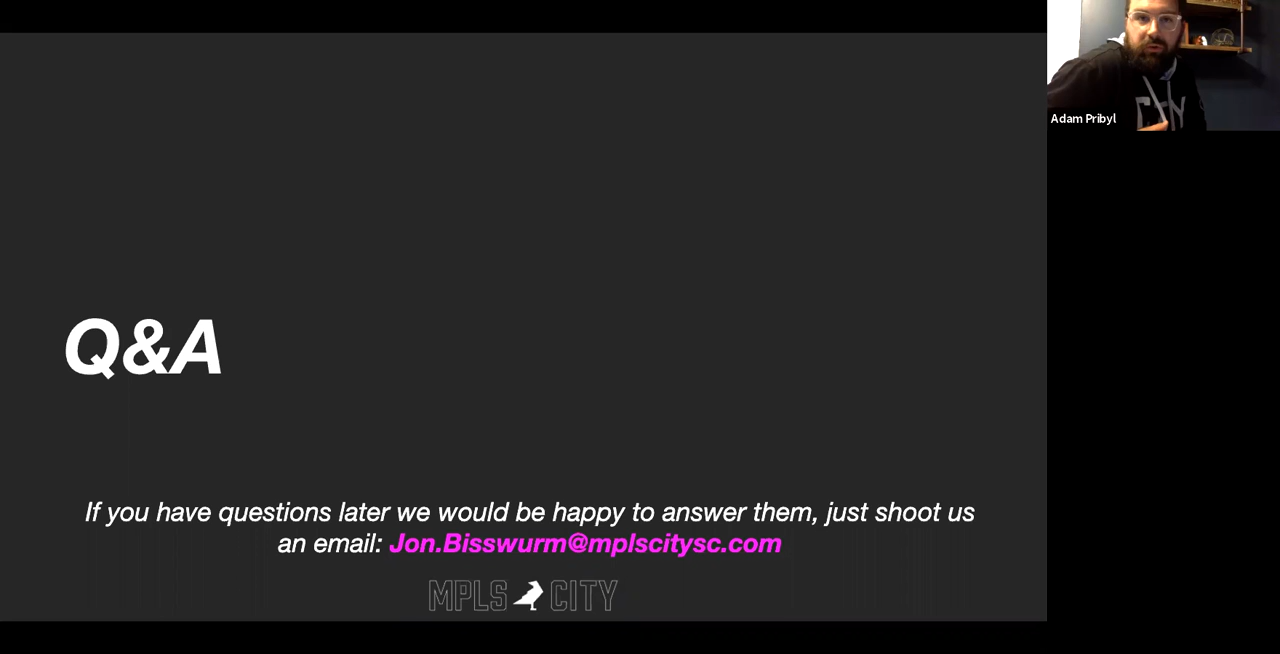 Adam Pribyl
Q&A
If you have questions later we would be happy to answer them, just shoot us
an email: Jon.Bisswurm@mplscitysc.com
MPLS CITY